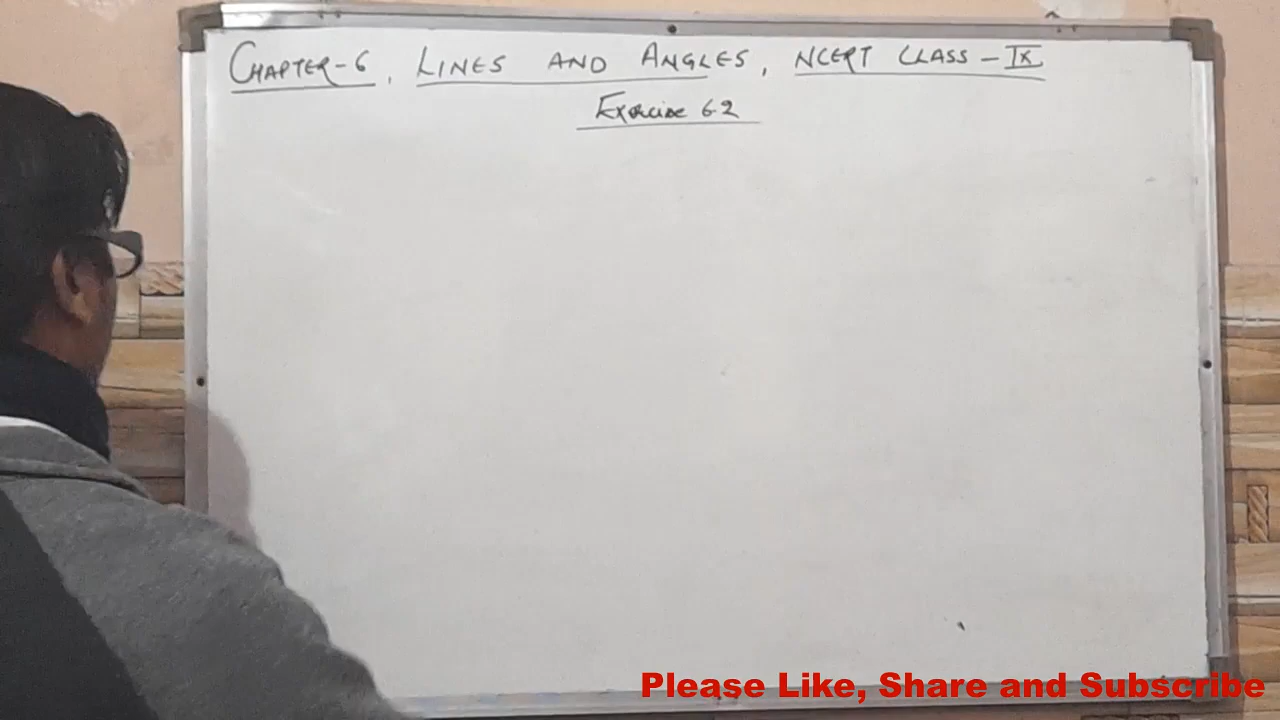 CHAPTER-6, LINES AND ANGLES, NCERT CLASS-IX
Exercise 6.2
Please Like, Share and Subscribe